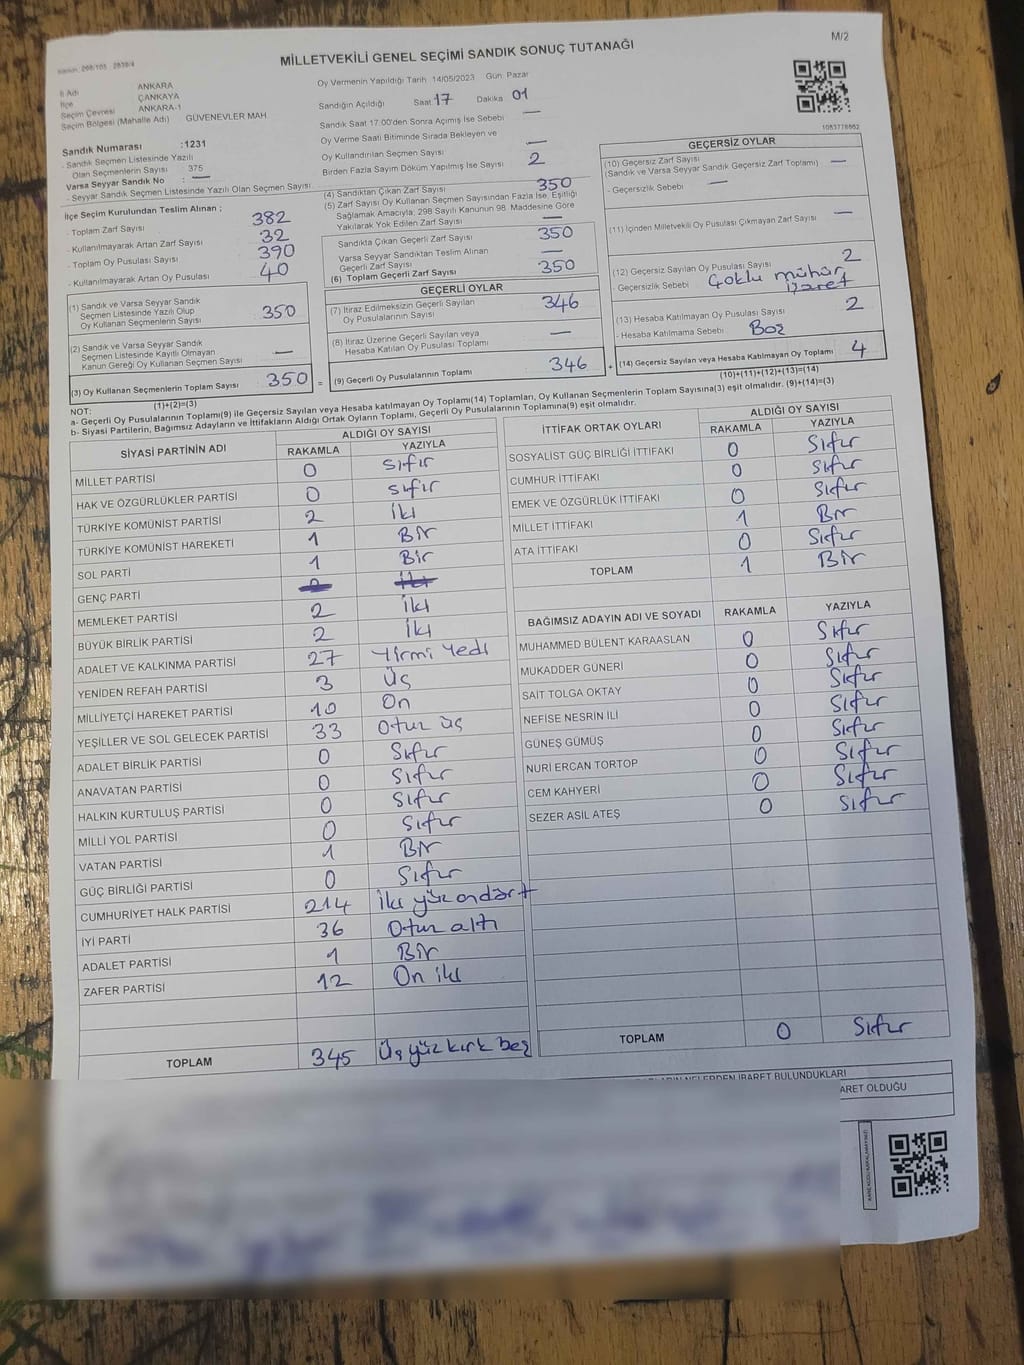 M/2
MİLLETVEKİLİ GENEL SEÇİMİ SANDIK SONUÇ TUTANAĞI
İl Adı ANKARA
İlçe ÇANKAYA
Seçim Çevresi ANKARA-1
Seçim Bölgesi (Mahalle Adı) GÜVENEVLER MAH
Sandık Numarası :1231
- Sandık Seçmen Listesinde Yazılı
Olan Seçmenlerin Sayısı 375
Varsa Seyyar Sandık No : —
- Seyyar Sandık Seçmen Listesinde Yazılı Olan Seçmen Sayısı
Oy Vermenin Yapıldığı Tarih 14/05/2023 Gün Pazar
Sandığın Açıldığı Saat 17 Dakika 01
Sandık Saat 17.00'den Sonra Açımış İse Sebebi —
Oy Verme Saati Bitiminde Sırada Bekleyen ve
Oy Kullandırılan Seçmen Sayısı —
Birden Fazla Sayım Döküm Yapılmış İse Sayısı 2
1083778662
İlçe Seçim Kurulundan Teslim Alınan ;
- Toplam Zarf Sayısı 382
- Kullanılmayarak Artan Zarf Sayısı 32
- Toplam Oy Pusulası Sayısı 390
- Kullanılmayarak Artan Oy Pusulası 40
(1) Sandık ve Varsa Seyyar Sandık
Seçmen Listesinde Yazılı Olup
Oy Kullanan Seçmenlerin Sayısı 350
(2) Sandık ve Varsa Seyyar Sandık
Seçmen Listesinde Kayıtlı Olmayan
Kanun Gereği Oy Kullanan Seçmen Sayısı —
(3) Oy Kullanan Seçmenlerin Toplam Sayısı 350 =
(1)+(2)=(3)
(4) Sandıktan Çıkan Zarf Sayısı 350
(5) Zarf Sayısı Oy Kullanan Seçmen Sayısından Fazla İse, Eşitliği
Sağlamak Amacıyla, 298 Sayılı Kanunun 98. Maddesine Göre
Yakılarak Yok Edilen Zarf Sayısı —
Sandıkta Çıkan Geçerli Zarf Sayısı 350
Varsa Seyyar Sandıktan Teslim Alınan
Geçerli Zarf Sayısı —
(6) Toplam Geçerli Zarf Sayısı 350
GEÇERLİ OYLAR
(7) İtiraz Edilmeksizin Geçerli Sayılan
Oy Pusulalarının Sayısı 346
(8) İtiraz Üzerine Geçerli Sayılan veya
Hesaba Katılan Oy Pusulası Toplamı —
(9) Geçerli Oy Pusulalarının Toplamı 346 +
GEÇERSİZ OYLAR
(10) Geçersiz Zarf Sayısı
(Sandık ve Varsa Seyyar Sandık Geçersiz Zarf Toplamı) —
- Geçersizlik Sebebi —
(11) İçinden Milletvekili Oy Pusulası Çıkmayan Zarf Sayısı —
(12) Geçersiz Sayılan Oy Pusulası Sayısı 2
- Geçersizlik Sebebi Çoklu mühür
işaret
(13) Hesaba Katılmayan Oy Pusulası Sayısı 2
- Hesaba Katılmama Sebebi Boş
(14) Geçersiz Sayılan veya Hesaba Katılmayan Oy Toplamı 4
(10)+(11)+(12)+(13)=(14)
NOT:
a- Geçerli Oy Pusulalarının Toplamı(9) ile Geçersiz Sayılan veya Hesaba katılmayan Oy Toplamı(14) Toplamları, Oy Kullanan Seçmenlerin Toplam Sayısına(3) eşit olmalıdır. (9)+(14)=(3)
b- Siyasi Partilerin, Bağımsız Adayların ve İttifakların Aldığı Ortak Oyların Toplamı, Geçerli Oy Pusulalarının Toplamına(9) eşit olmalıdır.
SİYASİ PARTİNİN ADI ALDIĞI OY SAYISI
RAKAMLA YAZIYLA
MİLLET PARTİSİ 0 sıfır
HAK VE ÖZGÜRLÜKLER PARTİSİ 0 sıfır
TÜRKİYE KOMÜNİST PARTİSİ 2 İki
TÜRKİYE KOMÜNİST HAREKETİ 1 Bir
SOL PARTİ 1 Bir
GENÇ PARTİ
MEMLEKET PARTİSİ 2 İki
BÜYÜK BİRLİK PARTİSİ 2 İki
ADALET VE KALKINMA PARTİSİ 27 Yirmi Yedi
YENİDEN REFAH PARTİSİ 3 Üç
MİLLİYETÇİ HAREKET PARTİSİ 10 On
YEŞİLLER VE SOL GELECEK PARTİSİ 33 Otuz üç
ADALET BİRLİK PARTİSİ 0 Sıfır
ANAVATAN PARTİSİ 0 Sıfır
HALKIN KURTULUŞ PARTİSİ 0 Sıfır
MİLLİ YOL PARTİSİ 0 Sıfır
VATAN PARTİSİ 1 Bir
GÜÇ BİRLİĞİ PARTİSİ 0 Sıfır
CUMHURİYET HALK PARTİSİ 214 İki yüz ondört
İYİ PARTİ 36 Otuz altı
ADALET PARTİSİ 1 Bir
ZAFER PARTİSİ 12 On iki
TOPLAM 345 Üç yüz kırk beş
İTTİFAK ORTAK OYLARI ALDIĞI OY SAYISI
RAKAMLA YAZIYLA
SOSYALİST GÜÇ BİRLİĞİ İTTİFAKI 0 Sıfır
CUMHUR İTTİFAKI 0 Sıfır
EMEK VE ÖZGÜRLÜK İTTİFAKI 0 Sıfır
MİLLET İTTİFAKI 1 Bir
ATA İTTİFAKI 0 Sıfır
TOPLAM 1 Bir
BAĞIMSIZ ADAYIN ADI VE SOYADI RAKAMLA YAZIYLA
MUHAMMED BÜLENT KARAASLAN 0 Sıfır
MUKADDER GÜNERİ 0 Sıfır
SAİT TOLGA OKTAY 0 Sıfır
NEFİSE NESRİN İLİ 0 Sıfır
GÜNEŞ GÜMÜŞ 0 Sıfır
NURİ ERCAN TORTOP 0 Sıfır
CEM KAHYERİ 0 Sıfır
SEZER ASIL ATEŞ 0 Sıfır
TOPLAM 0 Sıfır
NELERDEN İBARET BULUNDUKLARI
ARET OLDUĞU